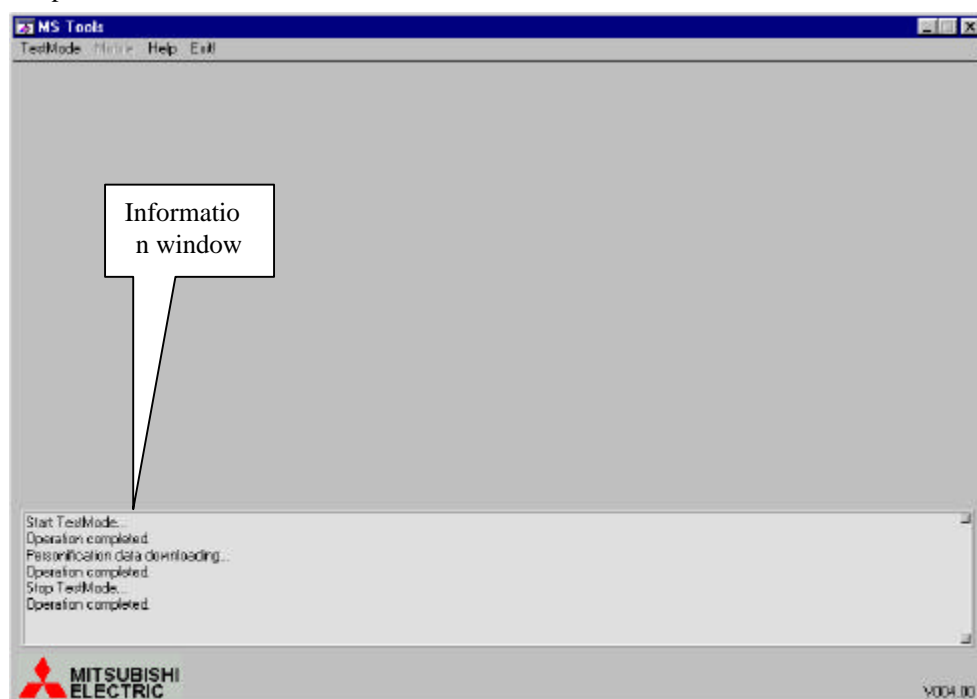 MS Tools
TestMode Mobile Help Exit!
Informatio
n window
Start TestMode...
Operation completed.
Personification data downloading...
Operation completed.
Stop TestMode...
Operation completed.
MITSUBISHI
ELECTRIC
V004.00